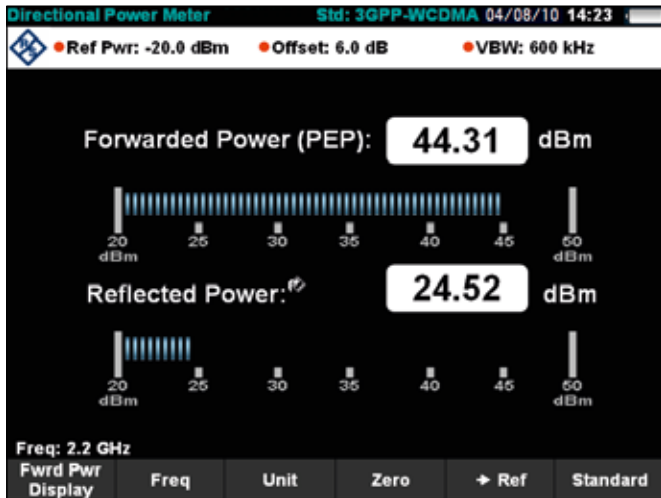 Directional Power Meter Std: 3GPP-WCDMA 04/08/10 14:23
Ref Pwr: -20.0 dBm Offset: 6.0 dB VBW: 600 kHz
Forwarded Power (PEP): 44.31 dBm
20 25 30 35 40 45 50
dBm dBm
Reflected Power: 24.52 dBm
20 25 30 35 40 45 50
dBm dBm
Freq: 2.2 GHz
Fwrd Pwr Display Freq Unit Zero → Ref Standard